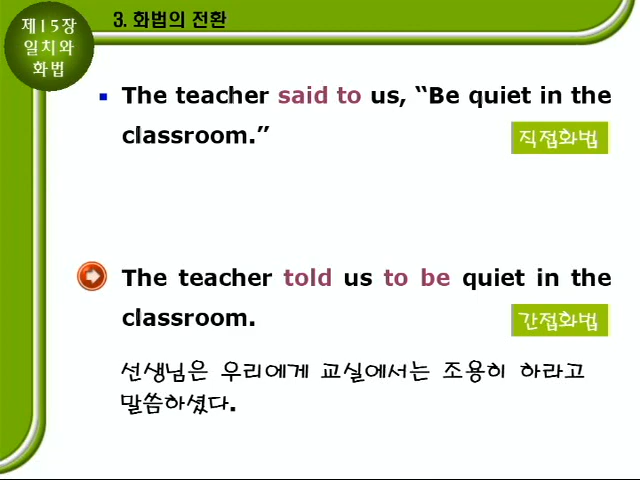 제15장
일치와
화법
3. 화법의 전환
The teacher said to us, “Be quiet in the
classroom.”
직접화법
The teacher told us to be quiet in the
classroom.
간접화법
선생님은 우리에게 교실에서는 조용히 하라고
말씀하셨다.